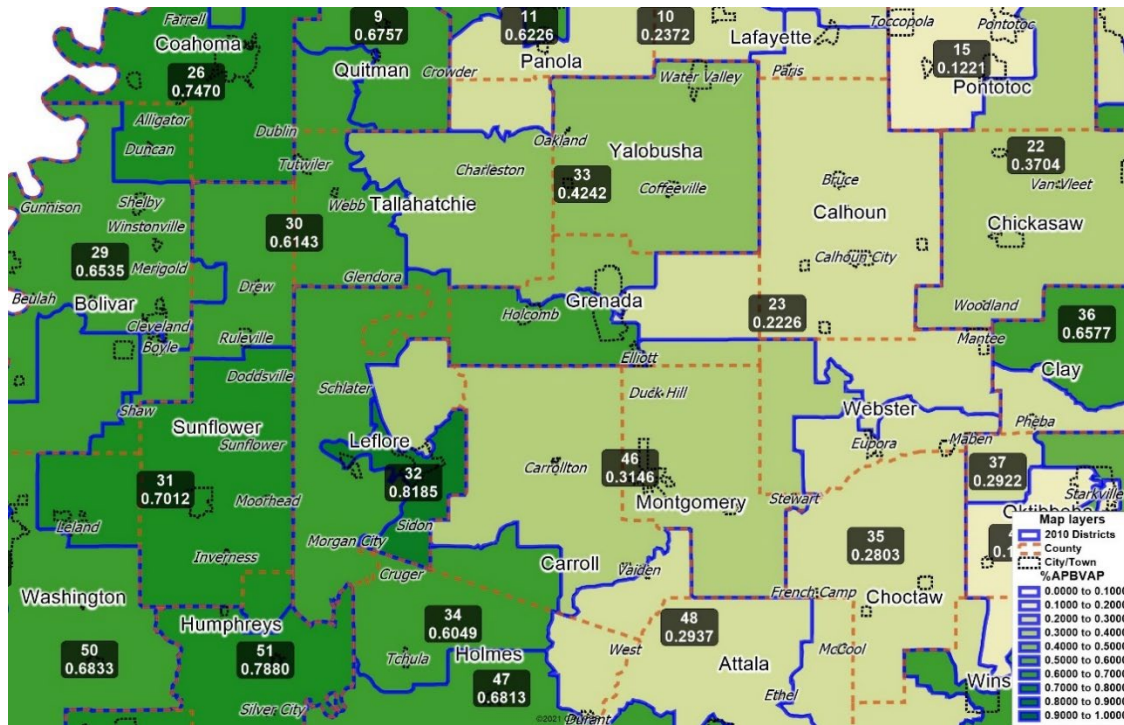 Farrell
Coahoma
26
0.7470
9
0.6757
Quitman
Crowder
11
0.6226
Panola
10
0.2372
Lafayette
Toccopola
Pontotoc
15
0.1221
Pontotoc
Paris
Water Valley
Alligator
Duncan
Dublin
Tutwiler
Oakland
Yalobusha
22
0.3704
Van Vleet
Gunnison
Shelby
Winstonville
Webb
Charleston
Tallahatchie
33
0.4242
Coffeeville
Bruce
Calhoun
Chickasaw
30
0.6143
29
0.6535
Merigold
Drew
Glendora
Calhoun City
Beulah
Bolivar
Cleveland
Boyle
Ruleville
Holcomb
Grenada
23
0.2226
Woodland
36
0.6577
Mantee
Elliott
Clay
Doddsville
Schlater
Duck Hill
Shaw
Sunflower
Sunflower
Leflore
Webster
Eupora
Maben
Pheba
31
0.7012
32
0.8185
Carrollton
46
0.3146
Montgomery
Stewart
37
0.2922
Starkville
Leland
Moorhead
Sidon
Inverness
Morgan City
35
0.2803
Cruger
Carroll
Vaiden
French Camp
Choctaw
Washington
Humphreys
34
0.6049
48
0.2937
50
0.6833
51
0.7880
Tchula
Holmes
47
0.6813
West
Attala
McCool
Ethel
Silver City
Durant
Wins
©2021
Map layers
2010 Districts
County
City/Town
%APBVAP
0.0000 to 0.1000
0.1000 to 0.2000
0.2000 to 0.3000
0.3000 to 0.4000
0.4000 to 0.5000
0.5000 to 0.6000
0.6000 to 0.7000
0.7000 to 0.8000
0.8000 to 0.9000
0.9000 to 1.0000